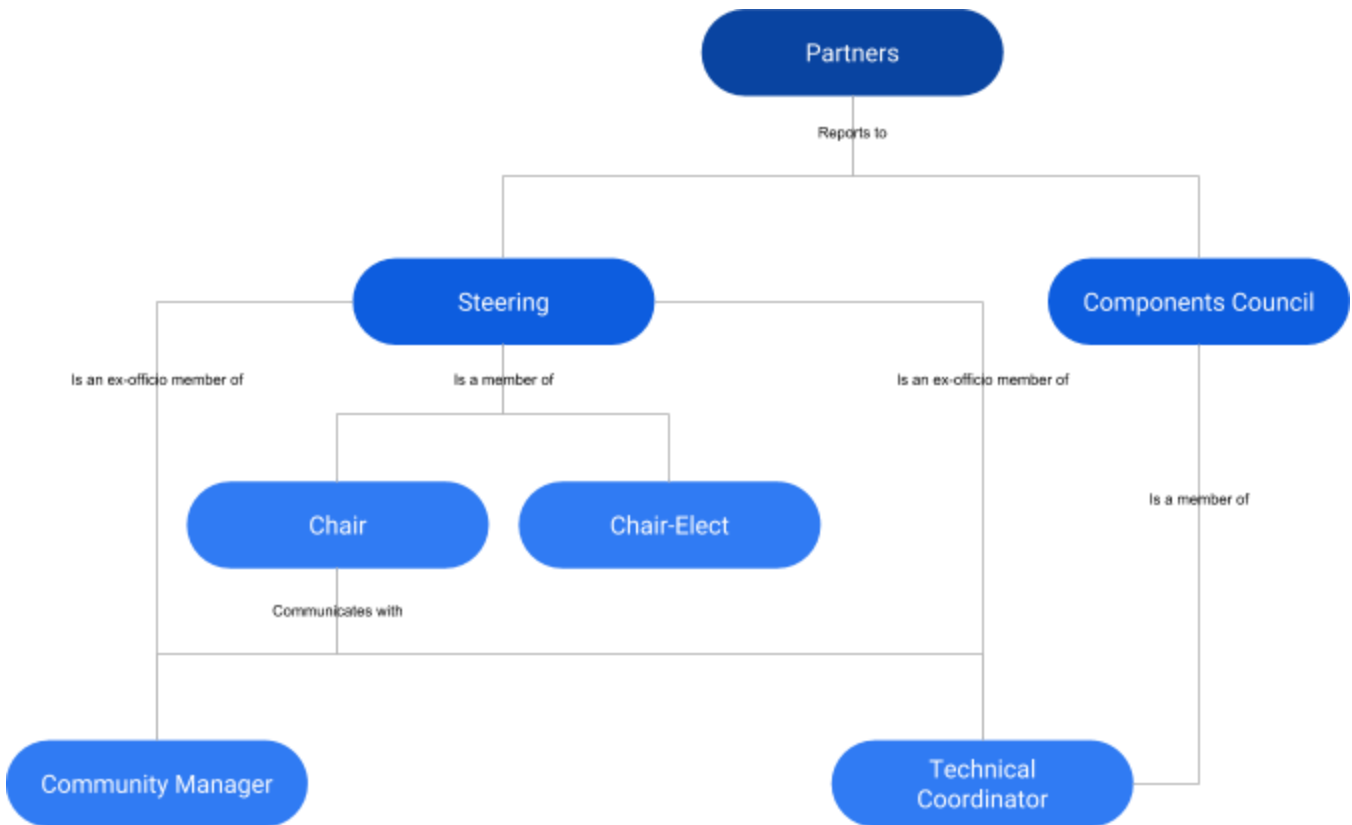 Partners
Reports to
Steering
Components Council
Is an ex-officio member of
Is a member of
Is an ex-officio member of
Is a member of
Chair
Chair-Elect
Communicates with
Community Manager
Technical
Coordinator